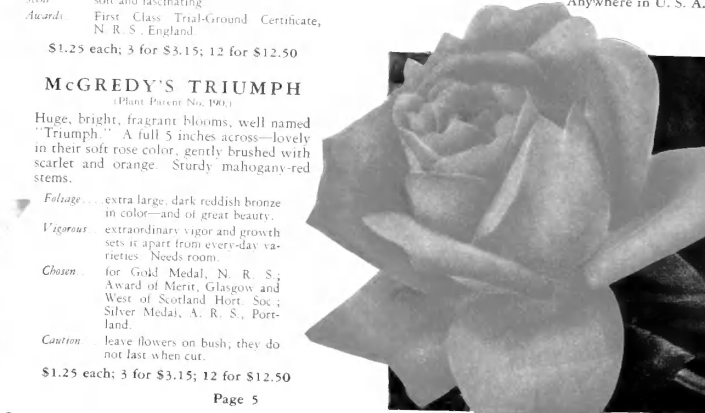 soft and fascinating
Anywhere in U. S. A.
Awards. First Class Trial-Ground Certificate,
N. R. S. England.
$1.25 each; 3 for $3.15; 12 for $12.50
McGREDY'S TRIUMPH
(Plant Patent No. 190.)
Huge, bright, fragrant blooms, well named
"Triumph." A full 5 inches across—lovely
in their soft rose color, gently brushed with
scarlet and orange. Sturdy mahogany-red
stems.
Foliage....extra large, dark reddish bronze
in color—and of great beauty.
Vigorous..extraordinary vigor and growth
sets it apart from every-day va-
rieties. Needs room.
Chosen..for Gold Medal, N. R. S.;
Award of Merit, Glasgow and
West of Scotland Hort. Soc.;
Silver Medal, A. R. S., Port-
land.
Caution..leave flowers on bush; they do
not last when cut.
$1.25 each; 3 for $3.15; 12 for $12.50
Page 5